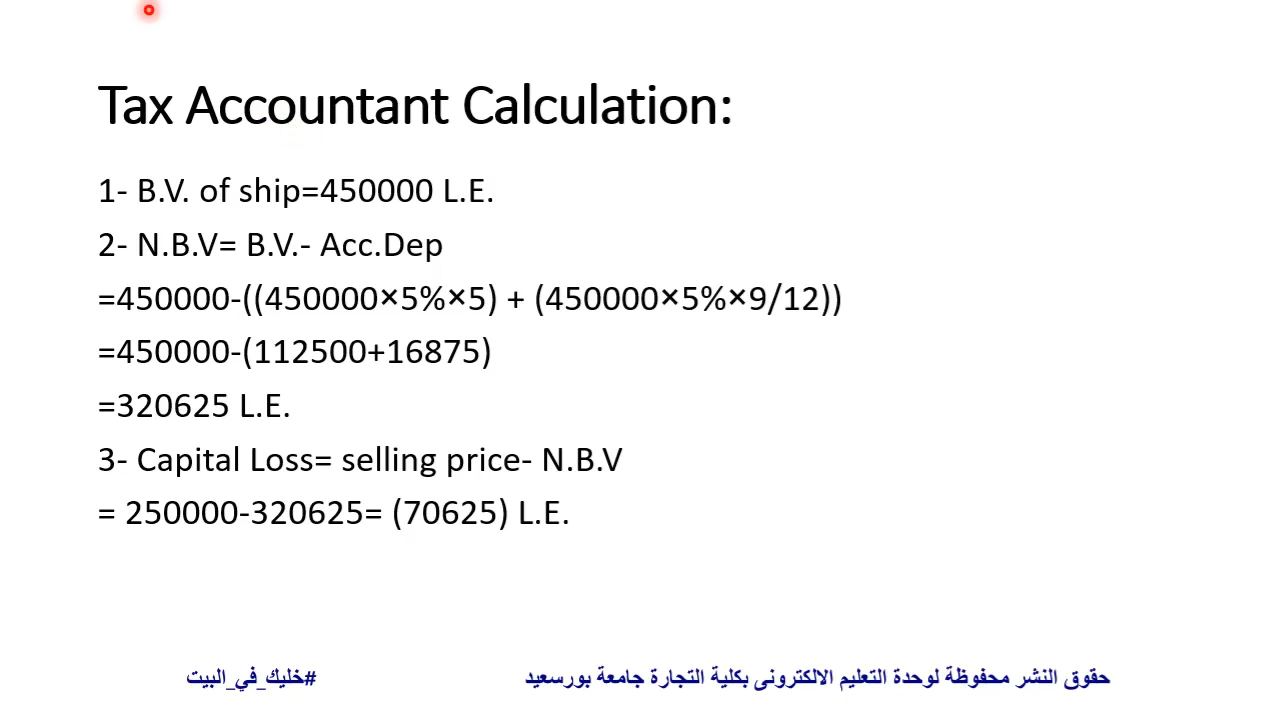 Tax Accountant Calculation:
1- B.V. of ship=450000 L.E.
2- N.B.V= B.V.- Acc.Dep
=450000-((450000×5%×5) + (450000×5%×9/12))
=450000-(112500+16875)
=320625 L.E.
3- Capital Loss= selling price- N.B.V
= 250000-320625= (70625) L.E.
حقوق النشر محفوظة لوحدة التعليم الالكترونى بكلية التجارة جامعة بورسعيد
#خليك_في_البيت